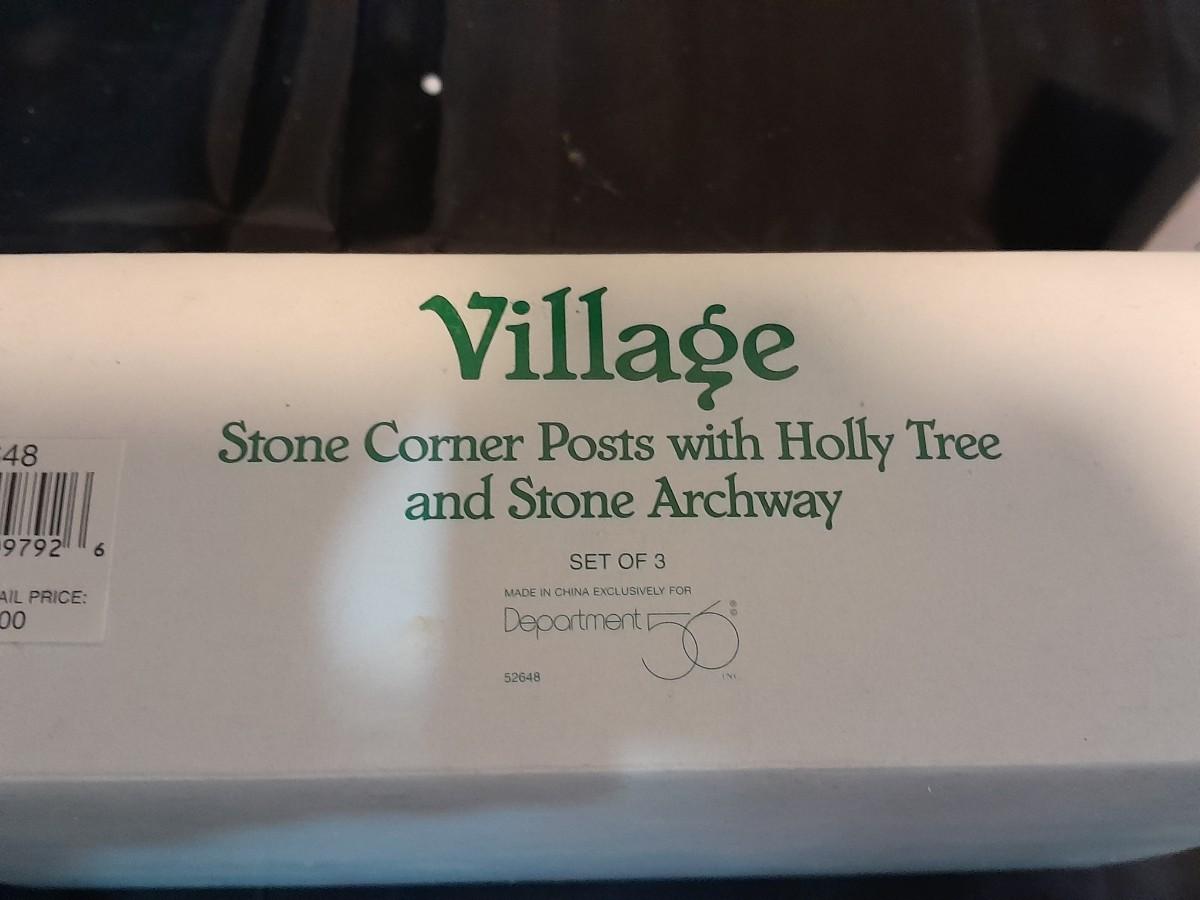 Village
Stone Corner Posts with Holly Tree
and Stone Archway
SET OF 3
MADE IN CHINA EXCLUSIVELY FOR
Department 56 ® ©
INC
52648
48
9792 6
AIL PRICE:
00